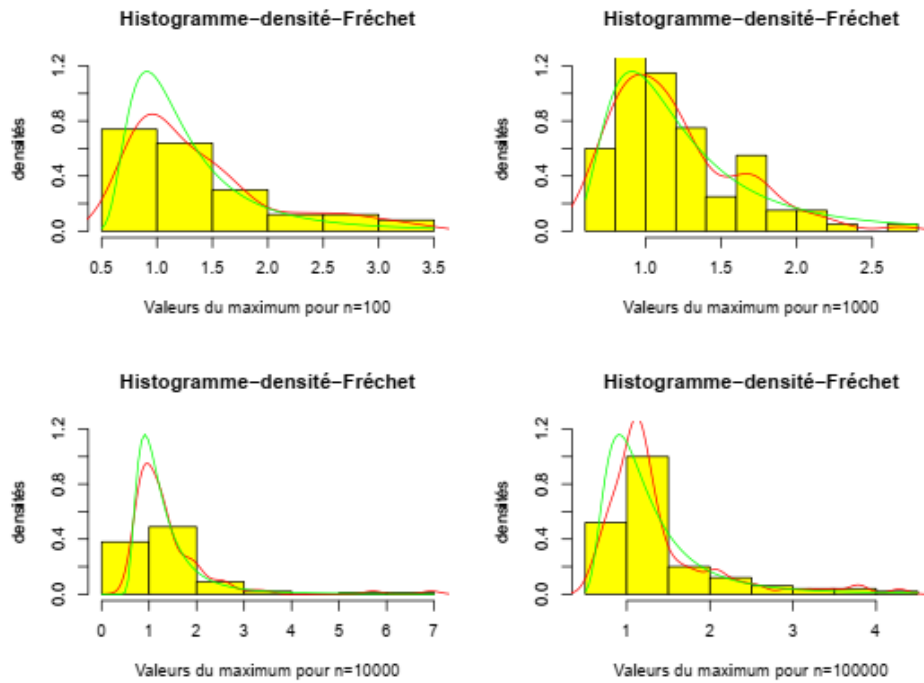 Histogramme−densité−Fréchet
densités
0.0 0.4 0.8 1.2
0.5 1.0 1.5 2.0 2.5 3.0 3.5
Valeurs du maximum pour n=100
Histogramme−densité−Fréchet
densités
0.0 0.4 0.8 1.2
1.0 1.5 2.0 2.5
Valeurs du maximum pour n=1000
Histogramme−densité−Fréchet
densités
0.0 0.4 0.8 1.2
0 1 2 3 4 5 6 7
Valeurs du maximum pour n=10000
Histogramme−densité−Fréchet
densités
0.0 0.4 0.8 1.2
1 2 3 4
Valeurs du maximum pour n=100000